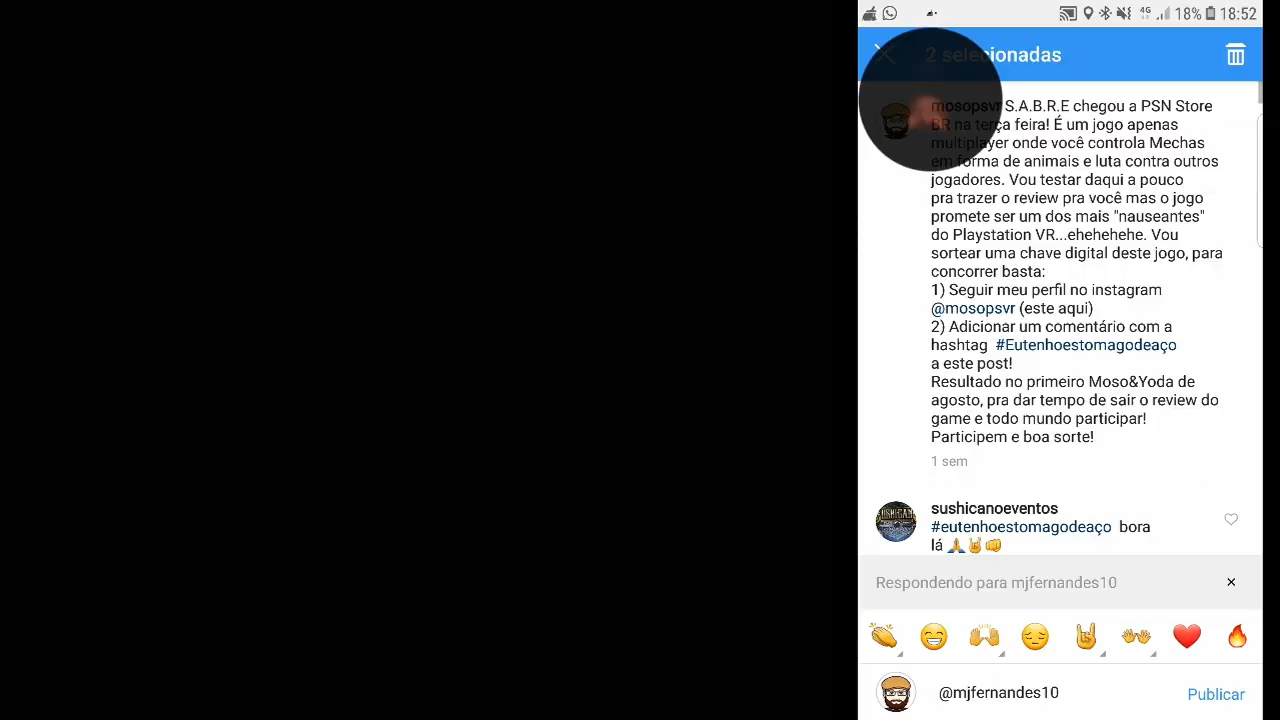 4G 18% 18:52
2 selecionadas
mosopsvr S.A.B.R.E chegou a PSN Store
BR na terça feira! É um jogo apenas
multiplayer onde você controla Mechas
em forma de animais e luta contra outros
jogadores. Vou testar daqui a pouco
pra trazer o review pra você mas o jogo
promete ser um dos mais "nauseantes"
do Playstation VR...ehehehehe. Vou
sortear uma chave digital deste jogo, para
concorrer basta:
1) Seguir meu perfil no instagram
@mosopsvr (este aqui)
2) Adicionar um comentário com a
hashtag #Eutenhoestomagodeaço
a este post!
Resultado no primeiro Moso&Yoda de
agosto, pra dar tempo de sair o review do
game e todo mundo participar!
Participem e boa sorte!
1 sem
sushicanoeventos
#eutenhoestomagodeaço bora
lá 🙏🤘👊
Respondendo para mjfernandes10 ×
@mjfernandes10 Publicar